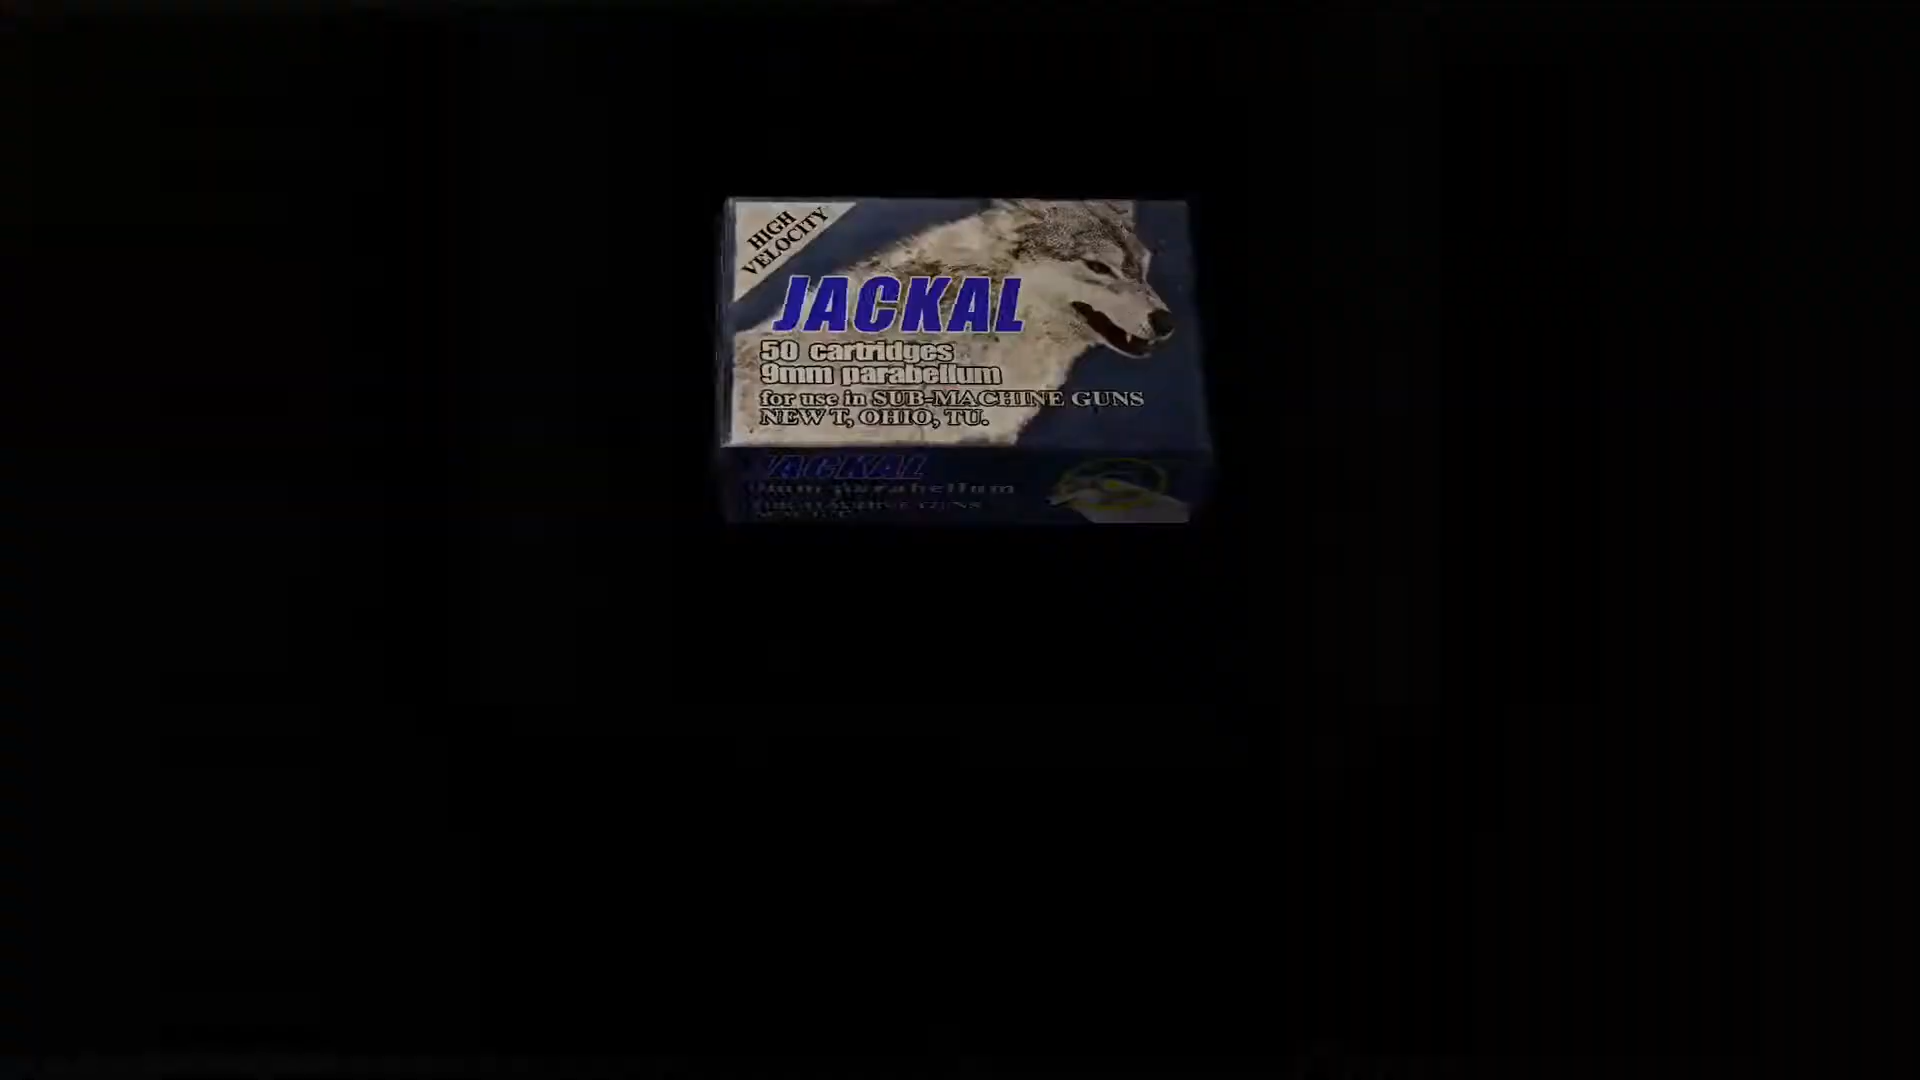 HIGH
VELOCITY
JACKAL
50 cartridges
9mm parabellum
for use in SUB-MACHINE GUNS
NEW T, OHIO, TU.
JACKAL
9mm parabellum